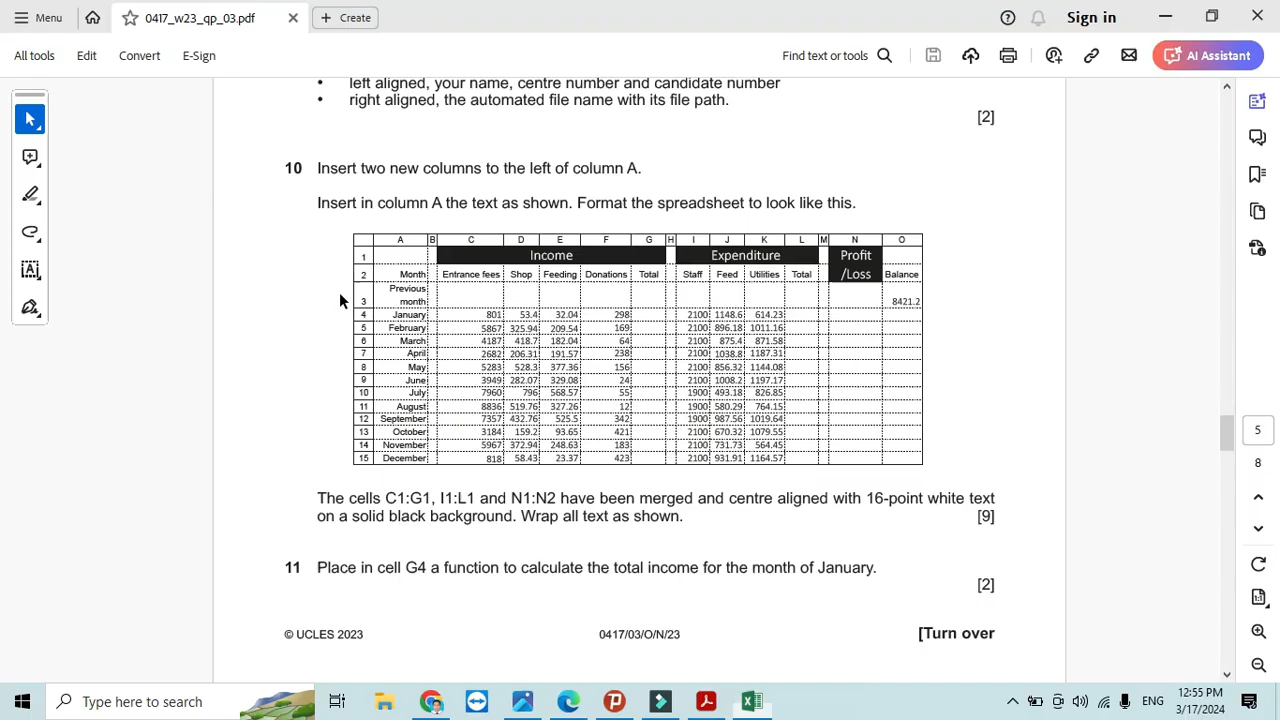 Menu
0417_w23_qp_03.pdf
Create
Sign in
All tools
Edit
Convert
E-Sign
Find text or tools
AI Assistant
• left aligned, your name, centre number and candidate number
• right aligned, the automated file name with its file path.
[2]
10 Insert two new columns to the left of column A.
Insert in column A the text as shown. Format the spreadsheet to look like this.
A B C D E F G H I J K L M N O
1 Income Expenditure Profit
2 Month Entrance fees Shop Feeding Donations Total Staff Feed Utilities Total /Loss Balance
Previous
3 month 8421.2
4 January 801 53.4 32.04 298 2100 1148.6 614.23
5 February 5867 325.94 209.54 169 2100 896.18 1011.16
6 March 4187 418.7 182.04 64 2100 875.4 871.58
7 April 2682 206.31 191.57 238 2100 1038.8 1187.31
8 May 5283 528.3 377.36 156 2100 856.32 1144.08
9 June 3949 282.07 329.08 24 2100 1008.2 1197.17
10 July 7960 796 568.57 55 1900 493.18 826.85
11 August 8836 519.76 327.26 12 1900 580.29 764.15
12 September 7357 432.76 525.5 342 1900 987.56 1019.64
13 October 3184 159.2 93.65 421 2100 670.32 1079.55
14 November 5967 372.94 248.63 183 2100 731.73 564.45
15 December 818 58.43 23.37 423 2100 931.91 1164.57
The cells C1:G1, I1:L1 and N1:N2 have been merged and centre aligned with 16-point white text
on a solid black background. Wrap all text as shown. [9]
11 Place in cell G4 a function to calculate the total income for the month of January.
[2]
© UCLES 2023
0417/03/O/N/23
[Turn over
5
8
1:1
Type here to search
ENG
12:55 PM
3/17/2024